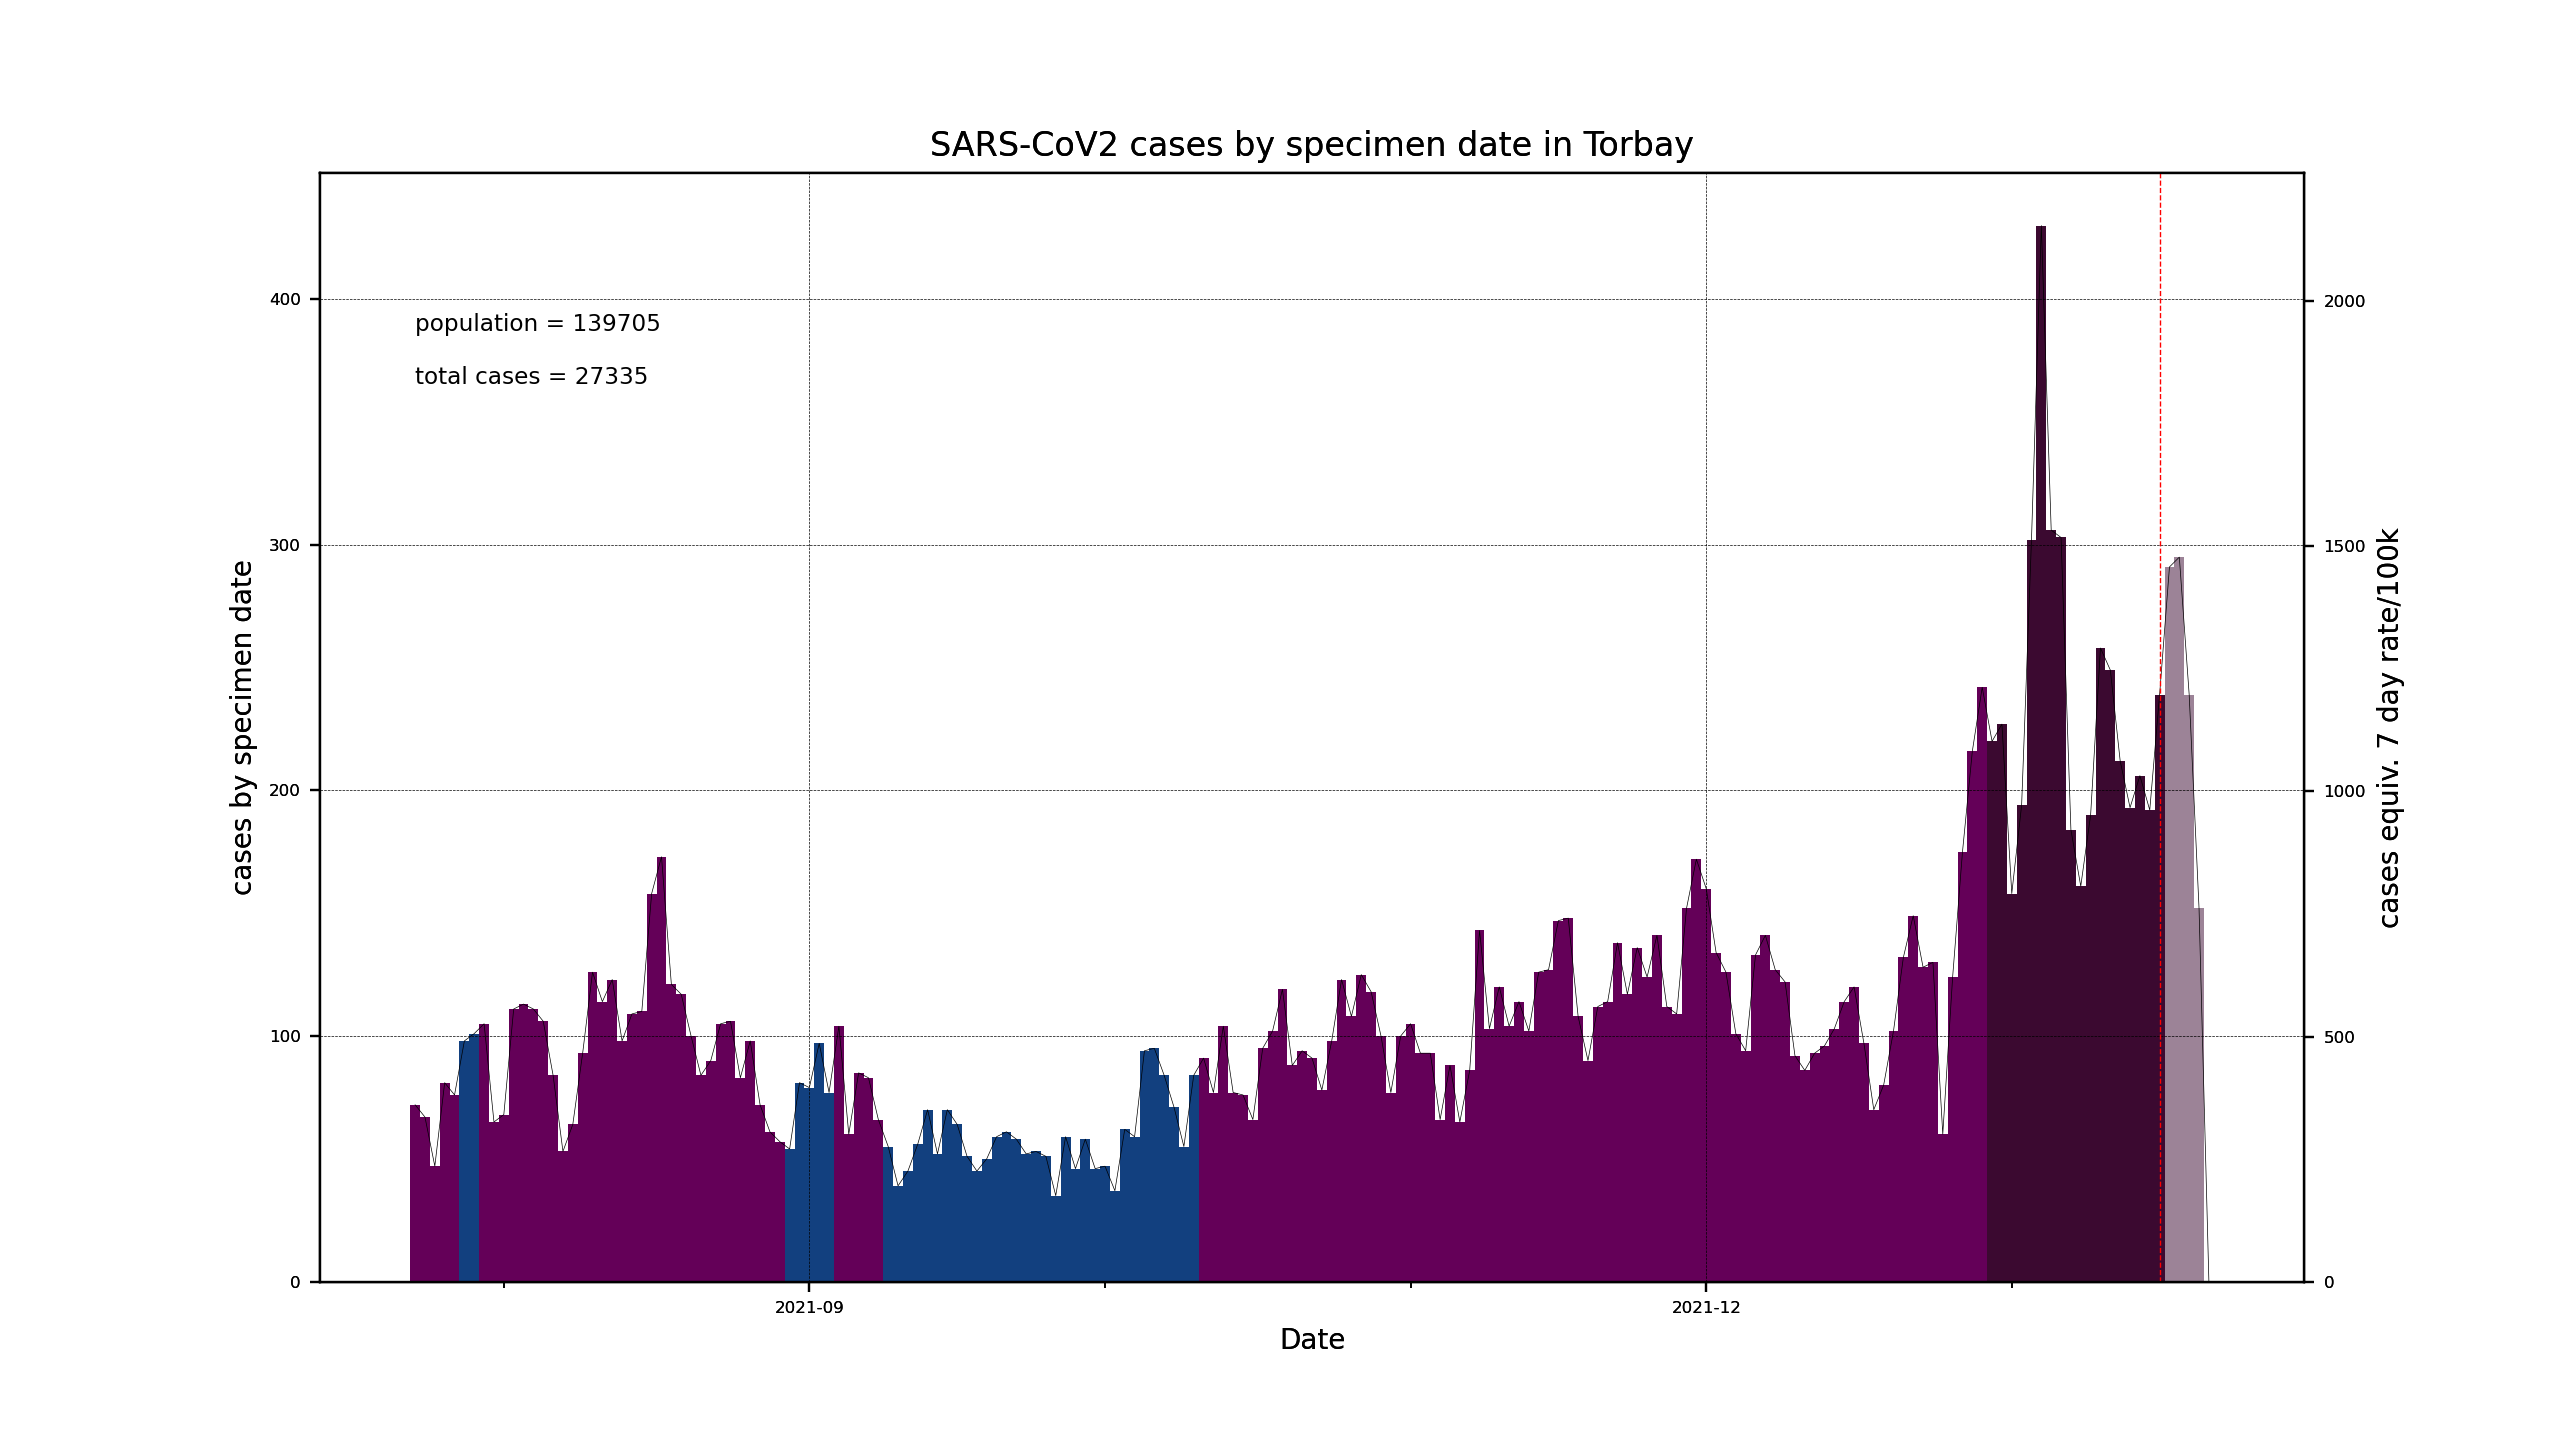 SARS-CoV2 cases by specimen date in Torbay
population = 139705
total cases = 27335
cases by specimen date
400
300
200
100
0
2000
1500
1000
500
0
cases equiv. 7 day rate/100k
2021-09
2021-12
Date